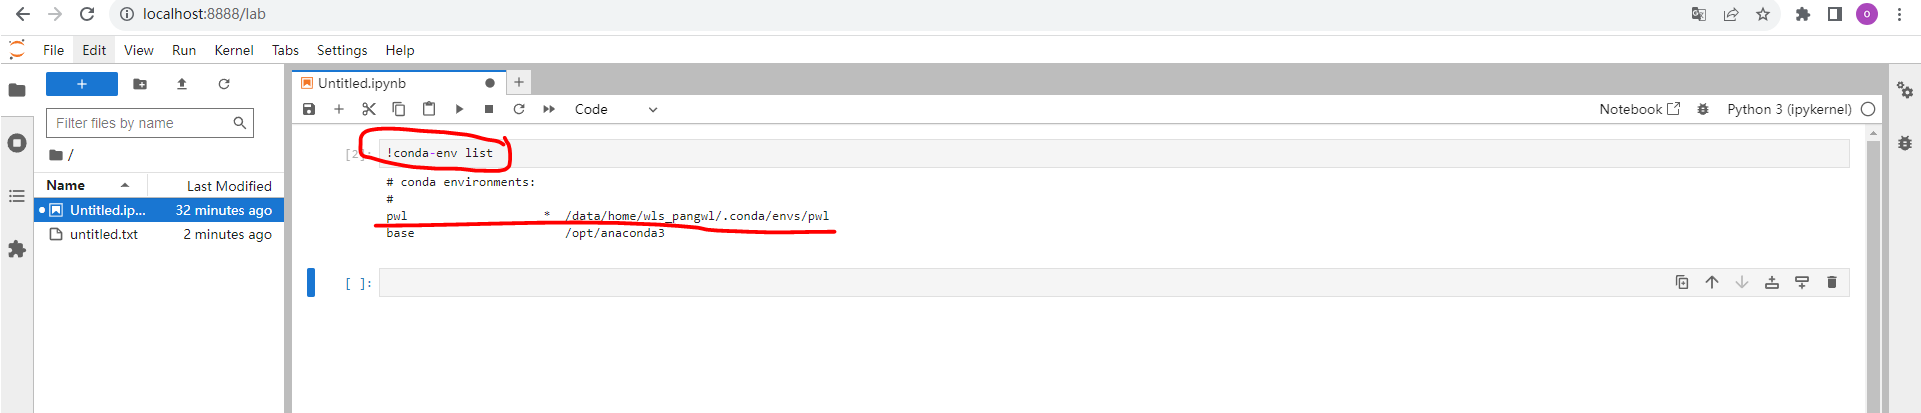 localhost:8888/lab
O
File Edit View Run Kernel Tabs Settings Help
+
Untitled.ipynb
+
Code
Notebook
Python 3 (ipykernel)
Filter files by name
/
Name Last Modified
Untitled.ip... 32 minutes ago
untitled.txt 2 minutes ago
[2]: !conda-env list
# conda environments:
#
pwl * /data/home/wls_pangwl/.conda/envs/pwl
base /opt/anaconda3
[ ]: